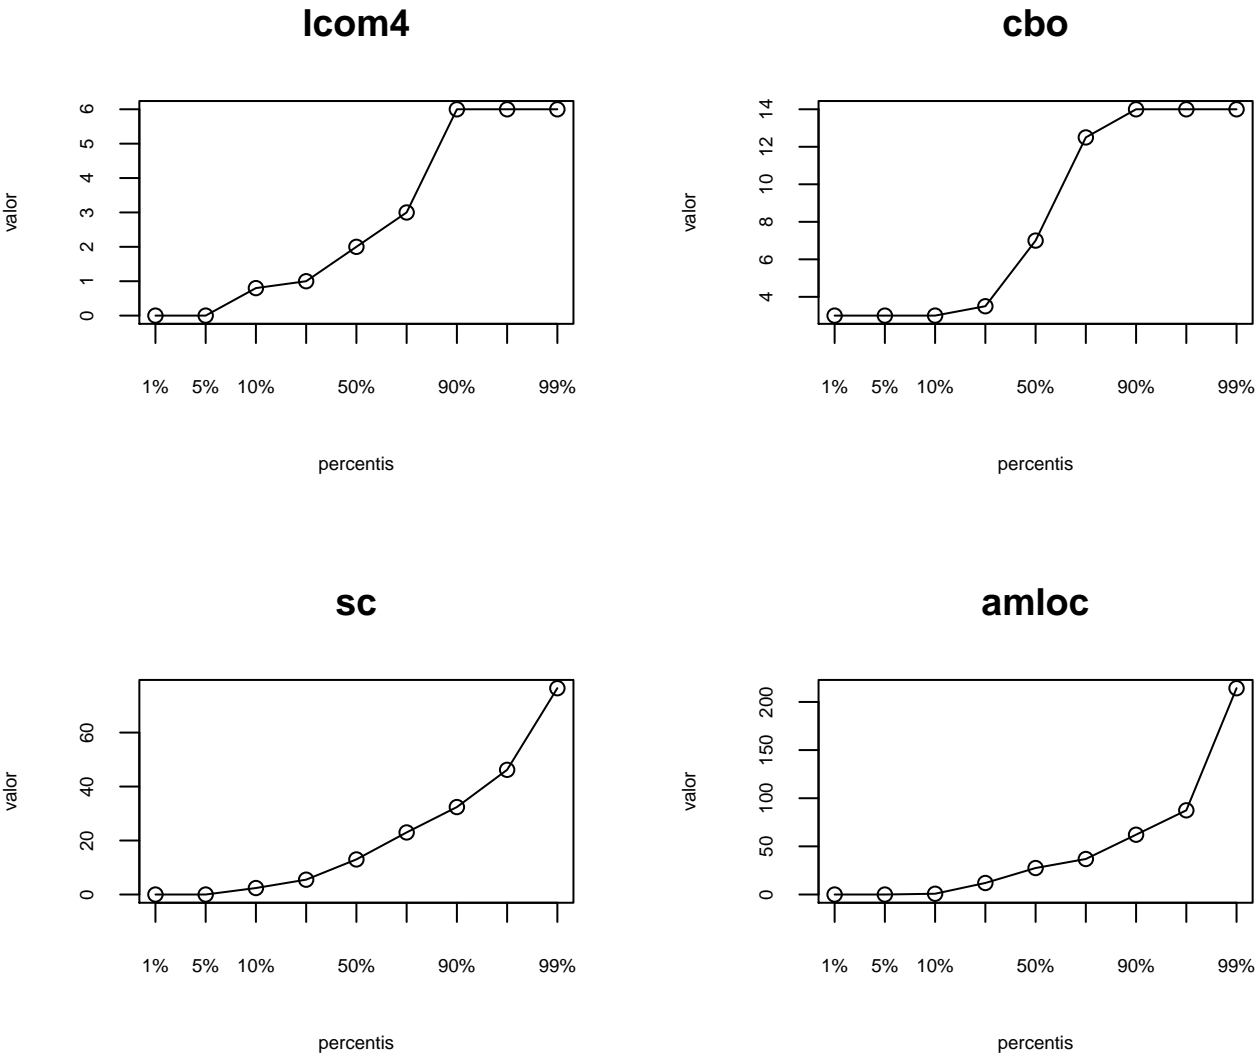 lcom4
valor
0 1 2 3 4 5 6
1% 5% 10% 50% 90% 99%
percentis
cbo
valor
4 6 8 10 12 14
1% 5% 10% 50% 90% 99%
percentis
sc
valor
0 20 40 60
1% 5% 10% 50% 90% 99%
percentis
amloc
valor
0 50 100 150 200
1% 5% 10% 50% 90% 99%
percentis